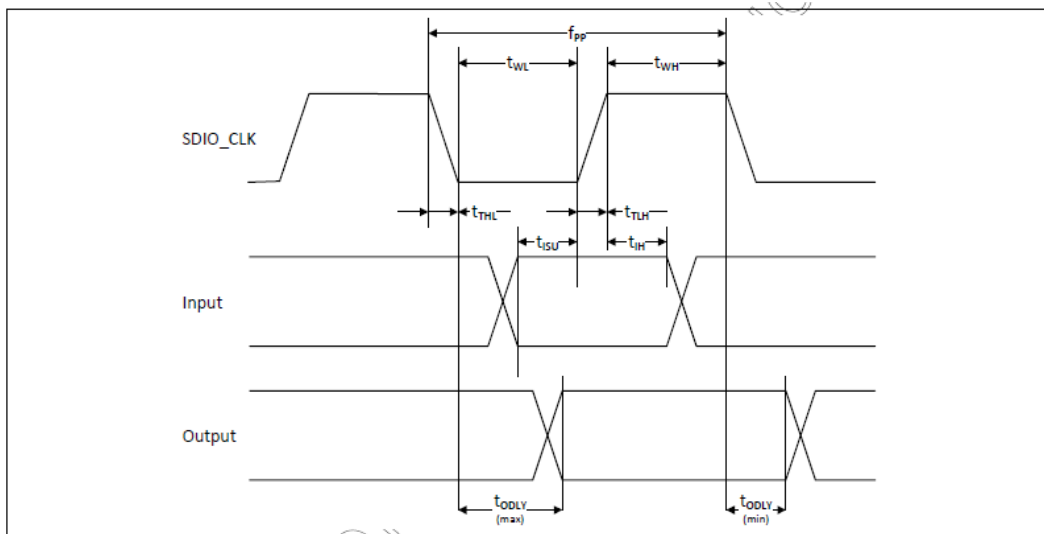 fPP
tWL
tWH
SDIO_CLK
tTHL
tTLH
tISU
tIH
Input
Output
tODLY
(max)
tODLY
(min)